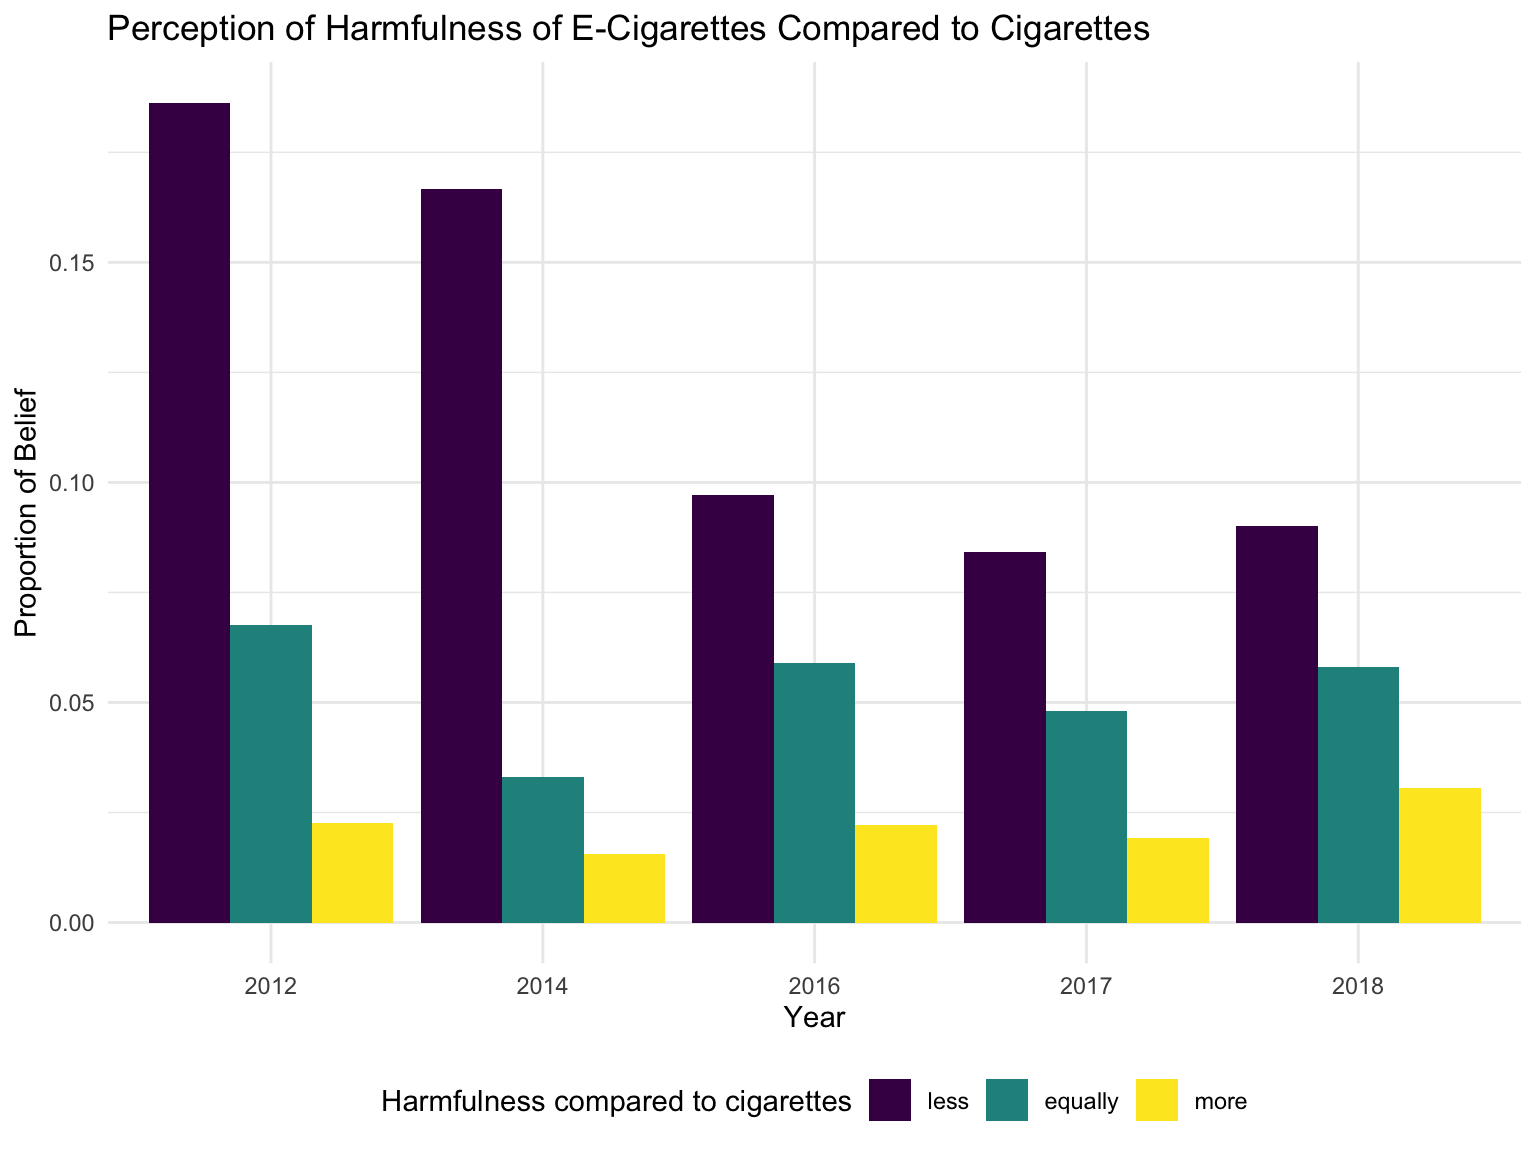 Perception of Harmfulness of E-Cigarettes Compared to Cigarettes
Proportion of Belief
0.15
0.10
0.05
0.00
2012 2014 2016 2017 2018
Year
Harmfulness compared to cigarettes less equally more